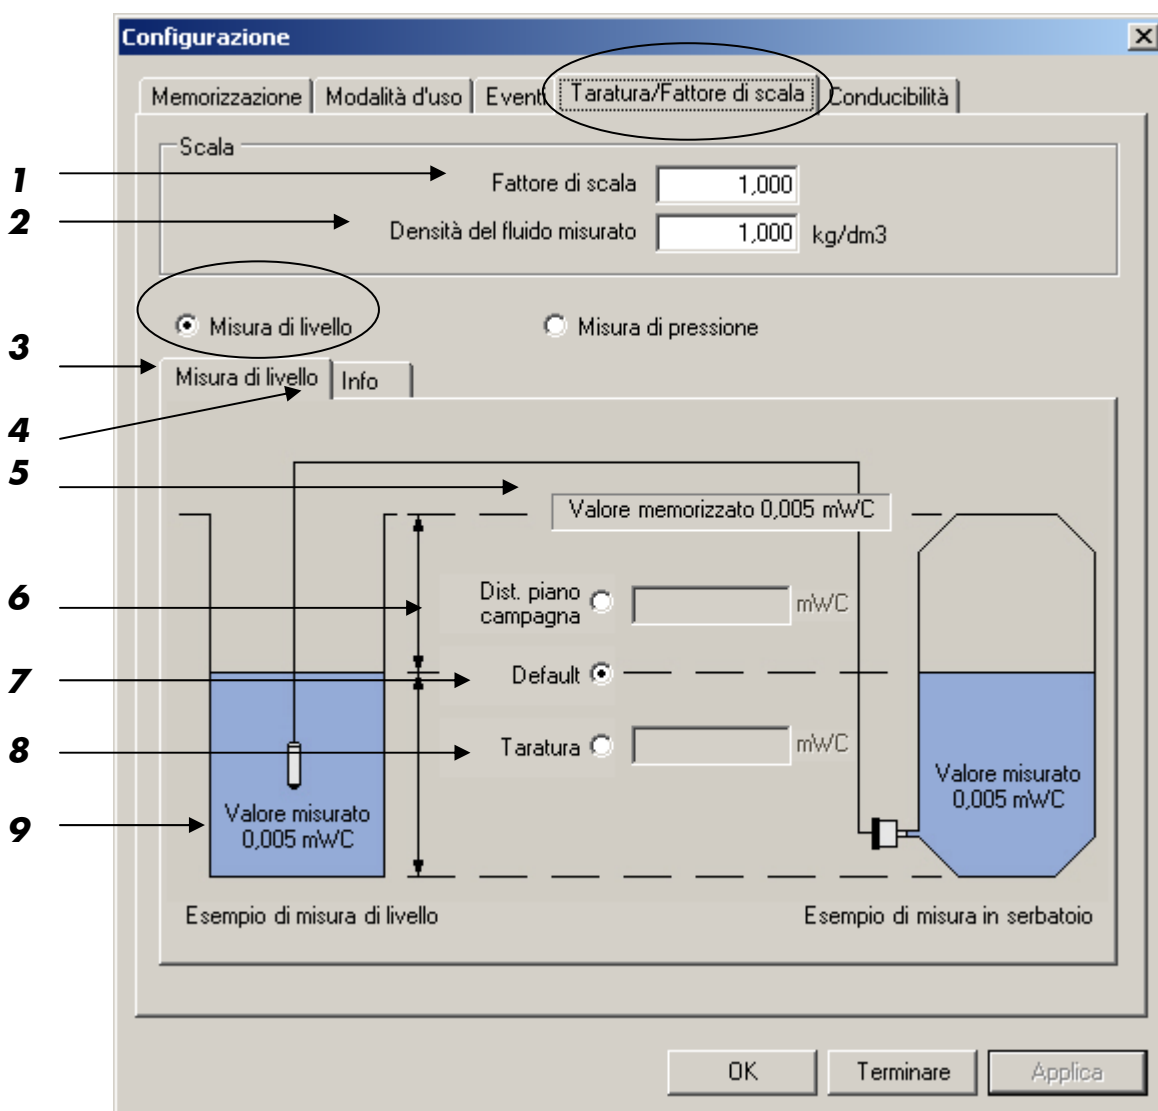 Configurazione
Memorizzazione
Modalità d'uso
Eventi
Taratura/Fattore di scala
Conducibilità
Scala
1
Fattore di scala
1,000
2
Densità del fluido misurato
1,000
kg/dm3
Misura di livello
Misura di pressione
3
Misura di livello
Info
4
5
Valore memorizzato 0,005 mWC
6
Dist. piano
campagna
mWC
7
Default
8
Taratura
mWC
9
Valore misurato
0,005 mWC
Valore misurato
0,005 mWC
Esempio di misura di livello
Esempio di misura in serbatoio
OK
Terminare
Applica